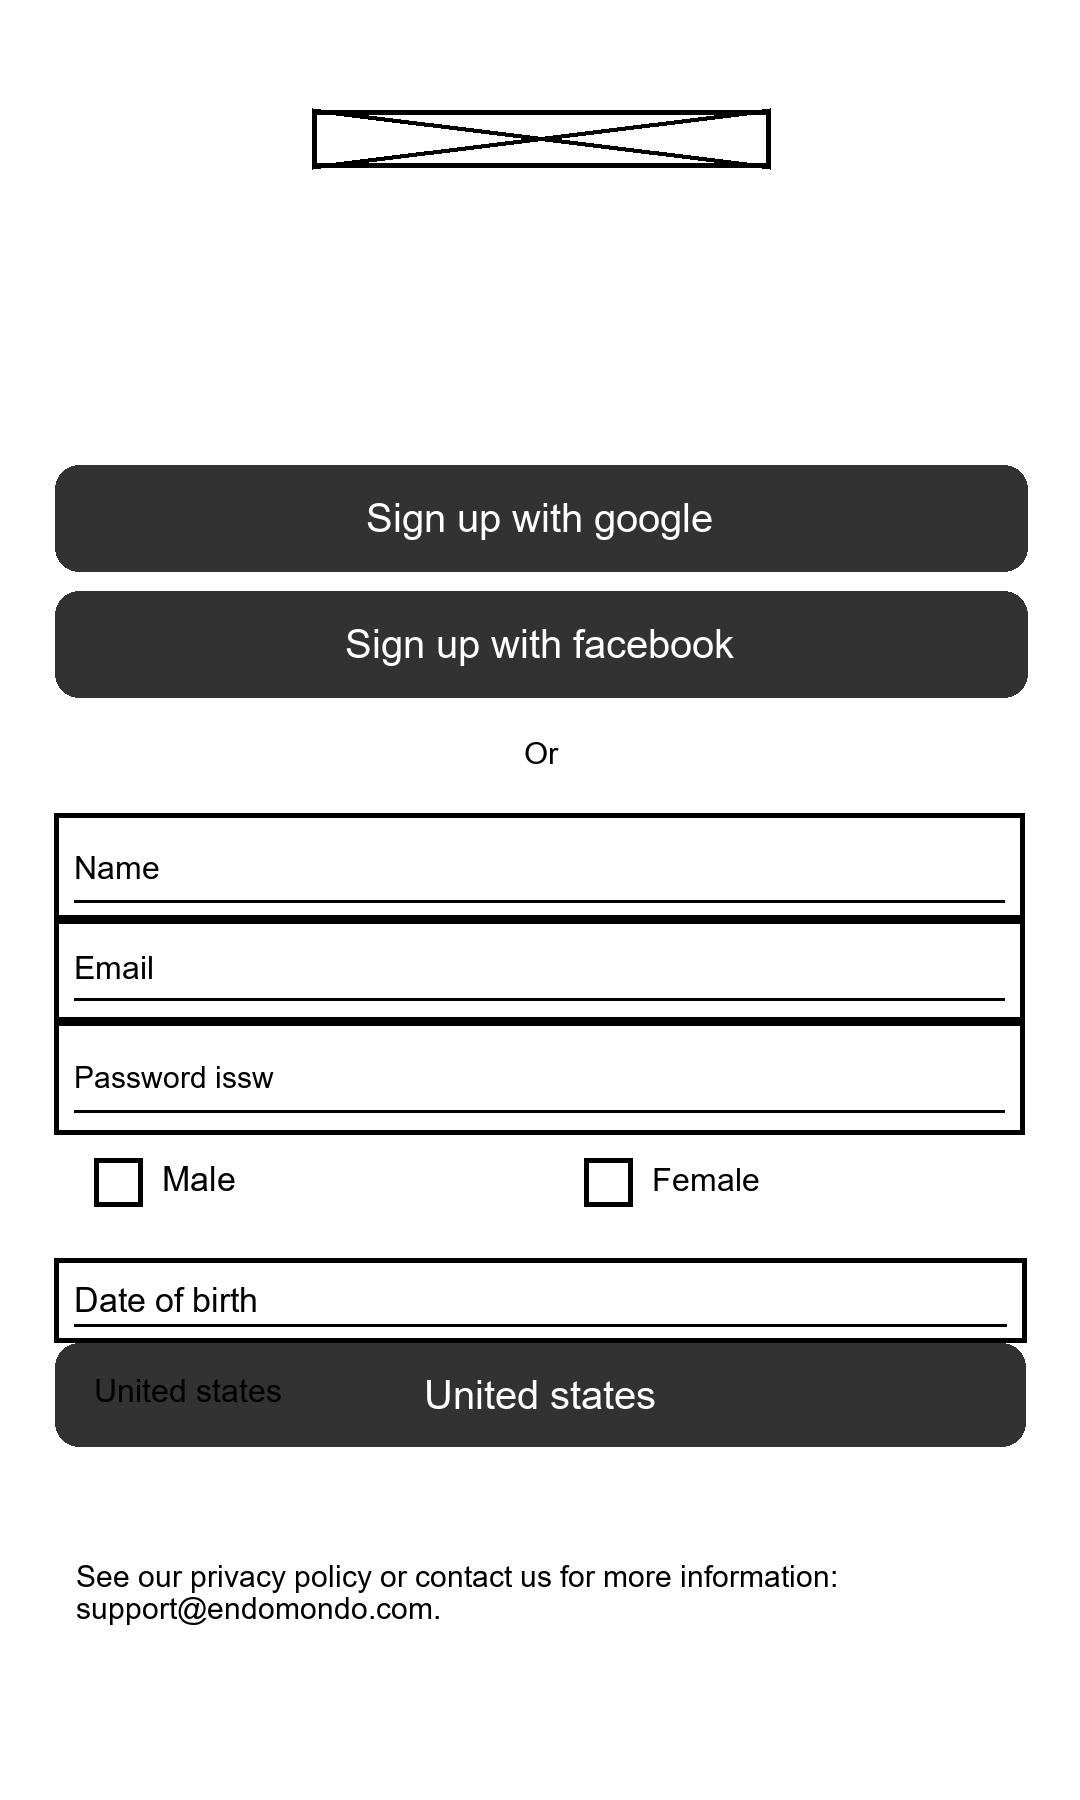 Sign up with google
Sign up with facebook
Or
Name
Email
Password issw
Male
Female
Date of birth
United states
United states
See our privacy policy or contact us for more information:
support@endomondo.com.